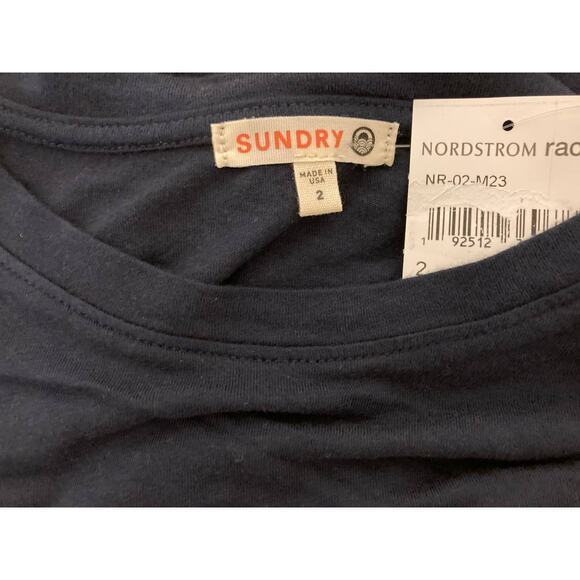 SUNDRY
MADE IN
USA
2
NORDSTROM rac
NR-02-M23
1 92512
2